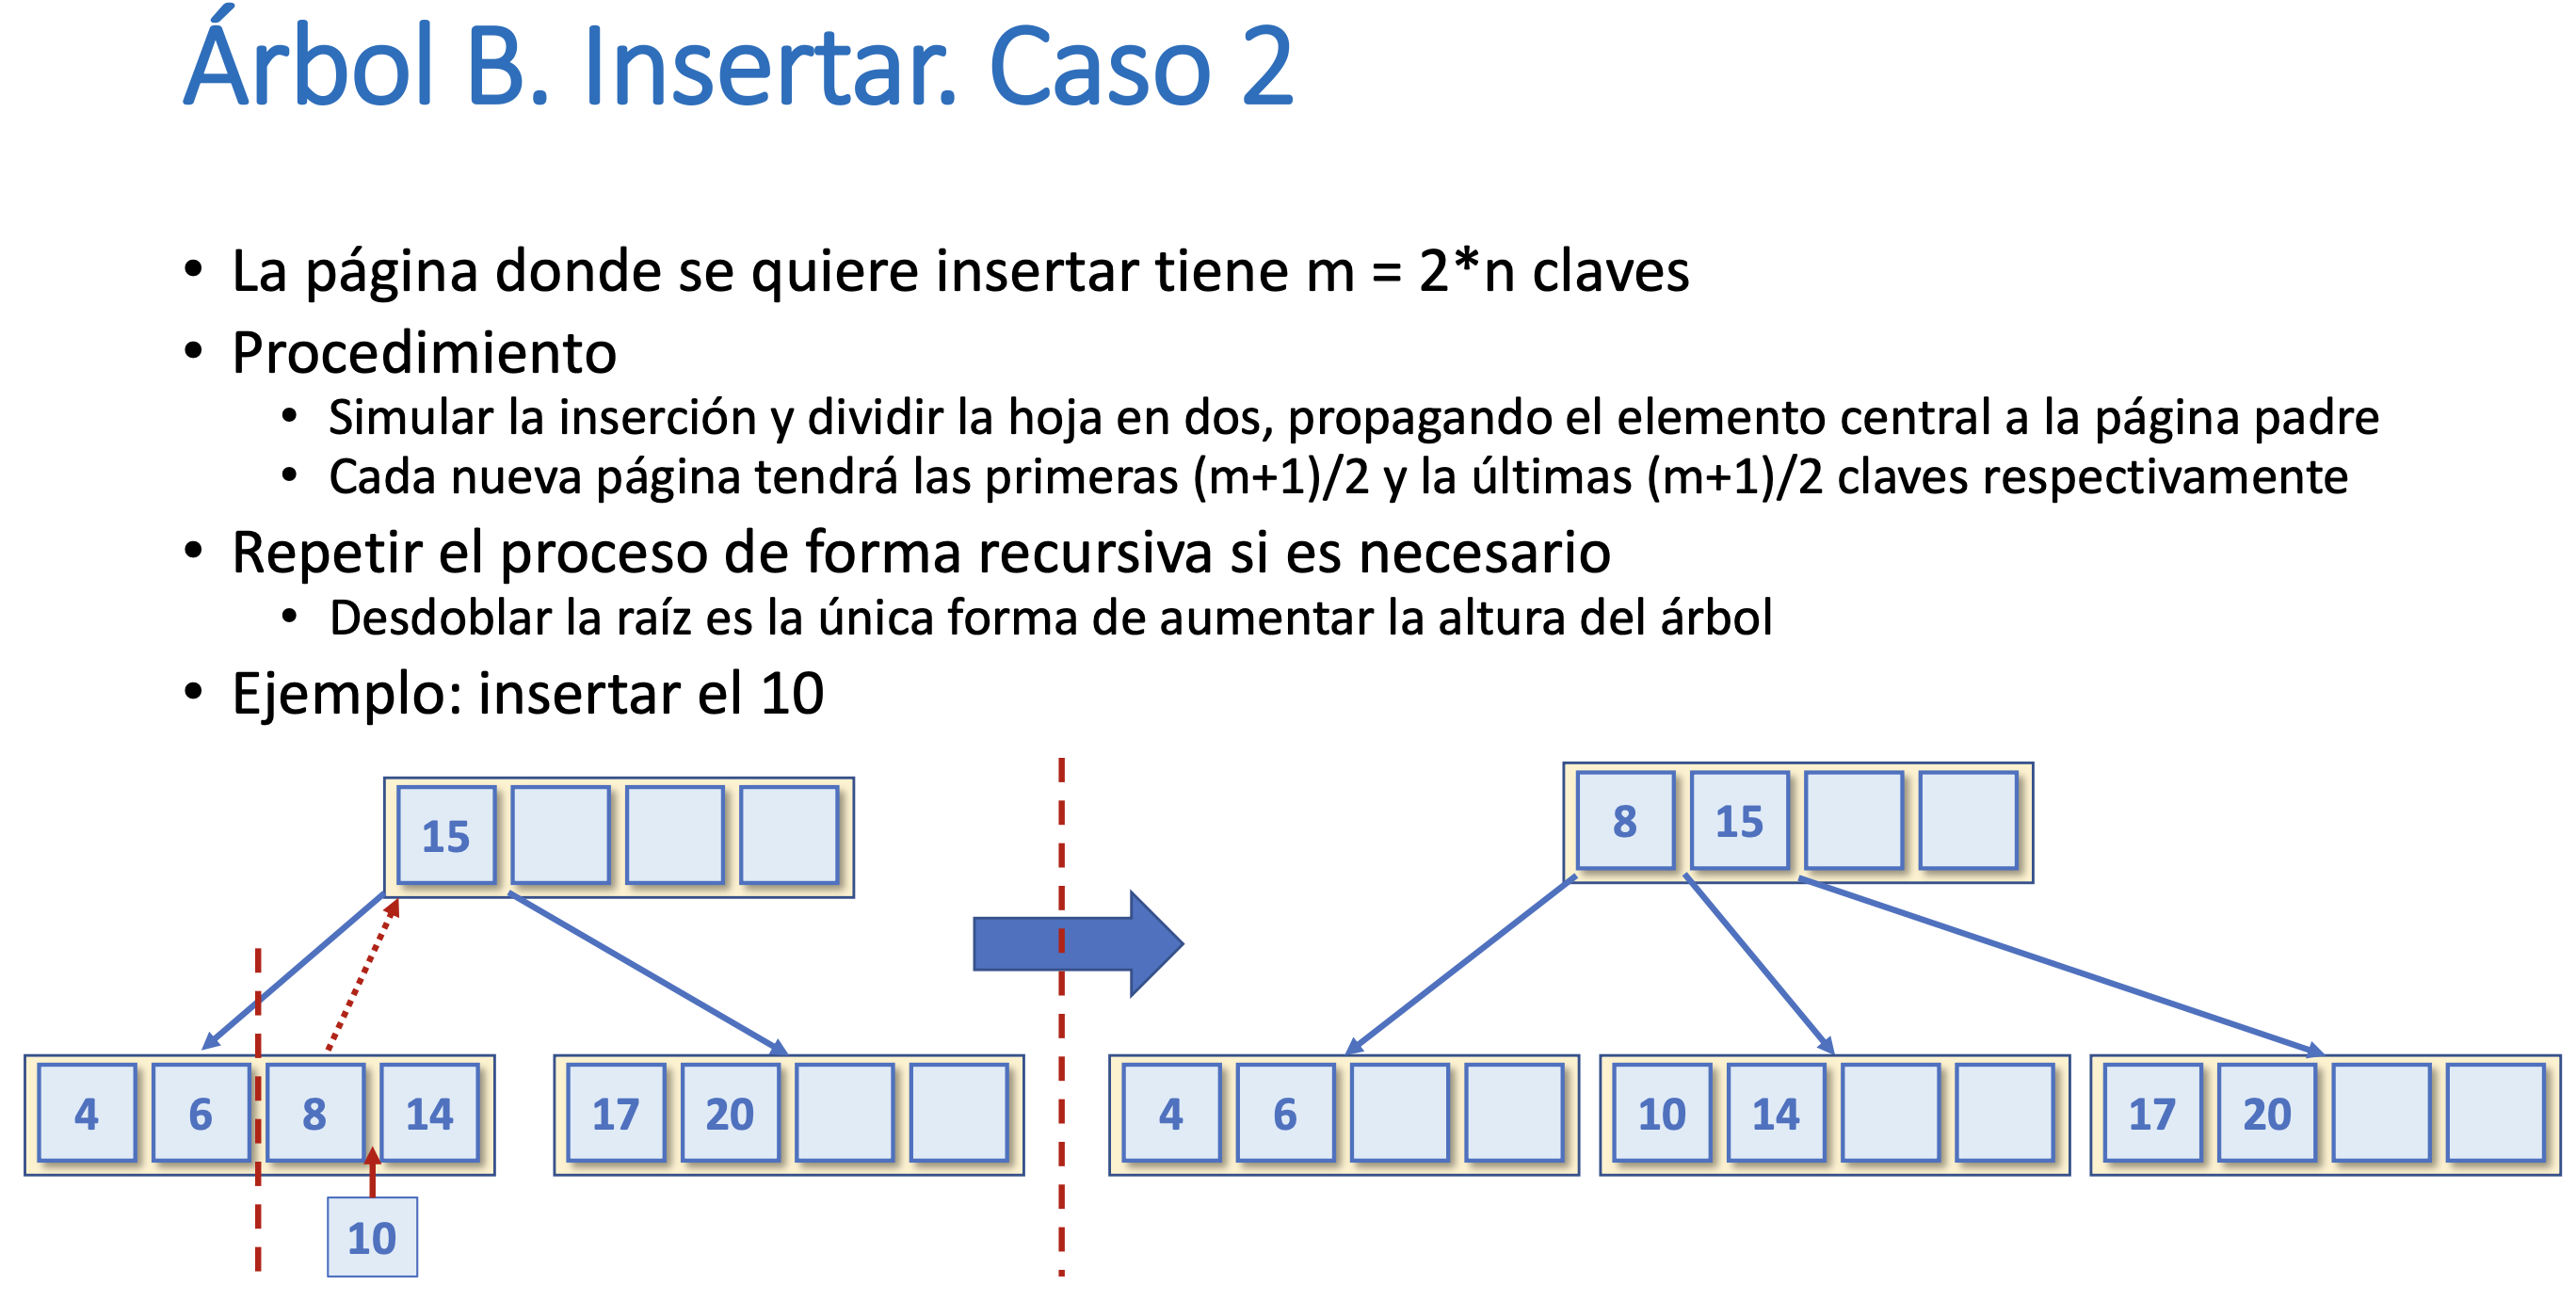 Árbol B. Insertar. Caso 2
• La página donde se quiere insertar tiene m = 2*n claves
• Procedimiento
• Simular la inserción y dividir la hoja en dos, propagando el elemento central a la página padre
• Cada nueva página tendrá las primeras (m+1)/2 y la últimas (m+1)/2 claves respectivamente
• Repetir el proceso de forma recursiva si es necesario
• Desdoblar la raíz es la única forma de aumentar la altura del árbol
• Ejemplo: insertar el 10
15
4 6 8 14
17 20
10
8 15
4 6
10 14
17 20